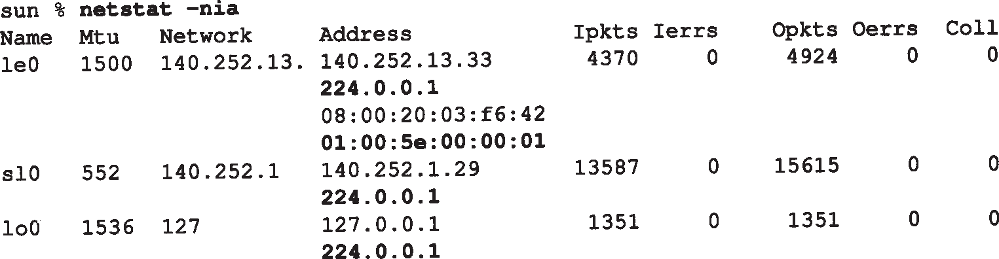 sun % netstat -nia
Name Mtu Network Address Ipkts Ierrs Opkts Oerrs Coll
le0 1500 140.252.13. 140.252.13.33 4370 0 4924 0 0
224.0.0.1
08:00:20:03:f6:42
01:00:5e:00:00:01
sl0 552 140.252.1 140.252.1.29 13587 0 15615 0 0
224.0.0.1
lo0 1536 127 127.0.0.1 1351 0 1351 0 0
224.0.0.1